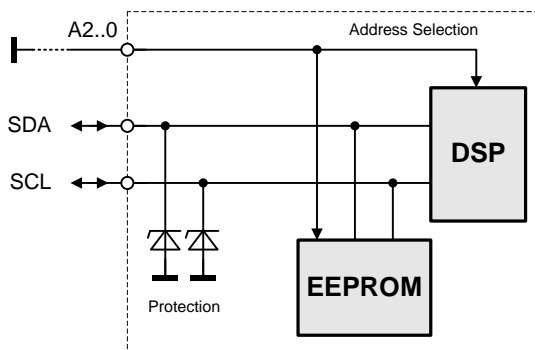 A2..0
Address Selection
SDA
DSP
SCL
EEPROM
Protection